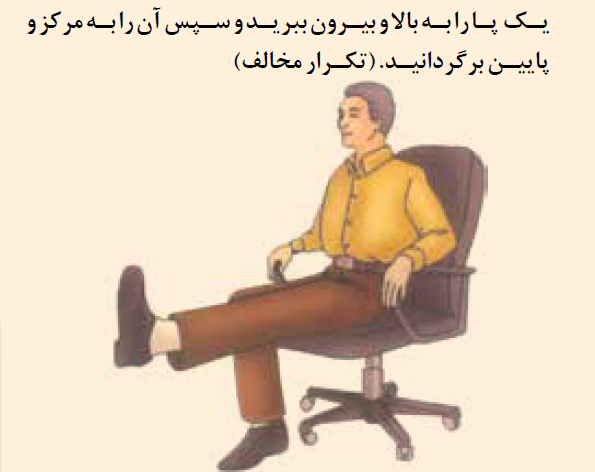 یک پا را به بالا و بیرون ببرید و سپس آن را به مرکز و
پایین برگردانید. (تکرار مخالف)